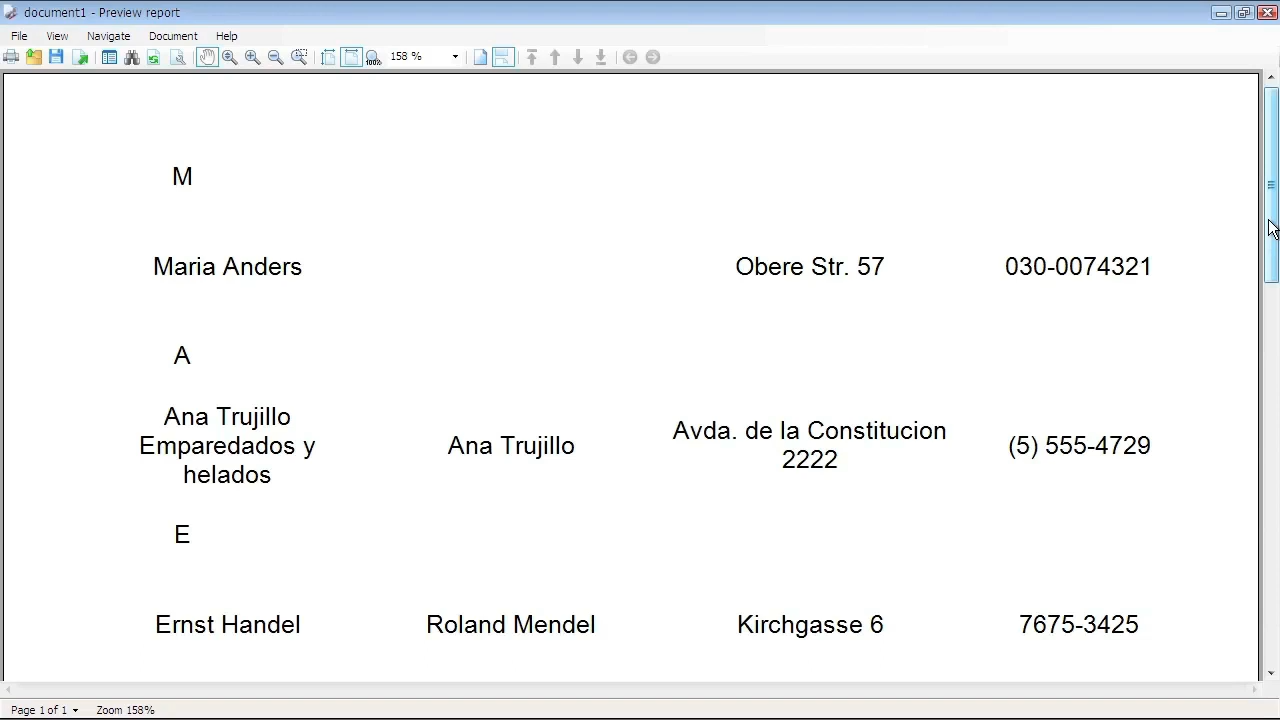 document1 - Preview report
File View Navigate Document Help
100%
158 %
M
Maria Anders Obere Str. 57 030-0074321
A
Ana Trujillo
Emparedados y
helados
Ana Trujillo
Avda. de la Constitucion
2222
(5) 555-4729
E
Ernst Handel Roland Mendel Kirchgasse 6 7675-3425
Page 1 of 1 Zoom 158%